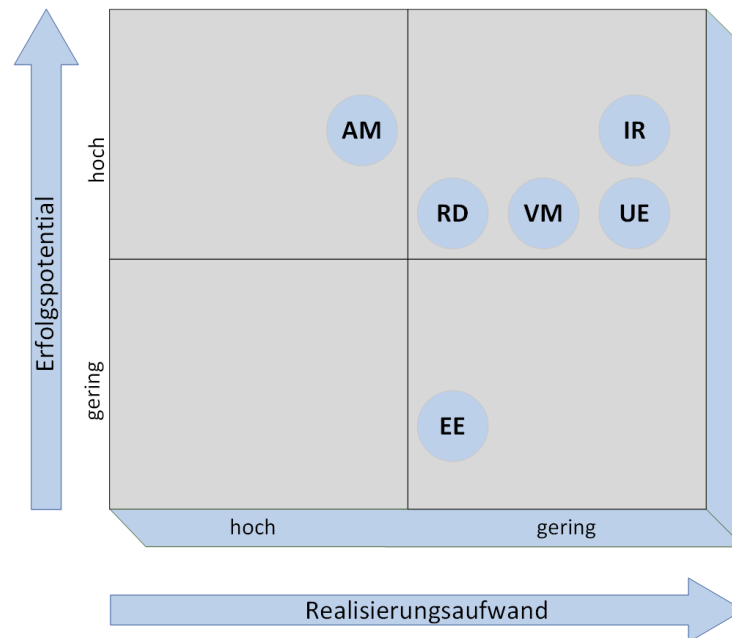 Erfolgspotential
hoch
gering
AM
IR
RD
VM
UE
EE
hoch
gering
Realisierungsaufwand